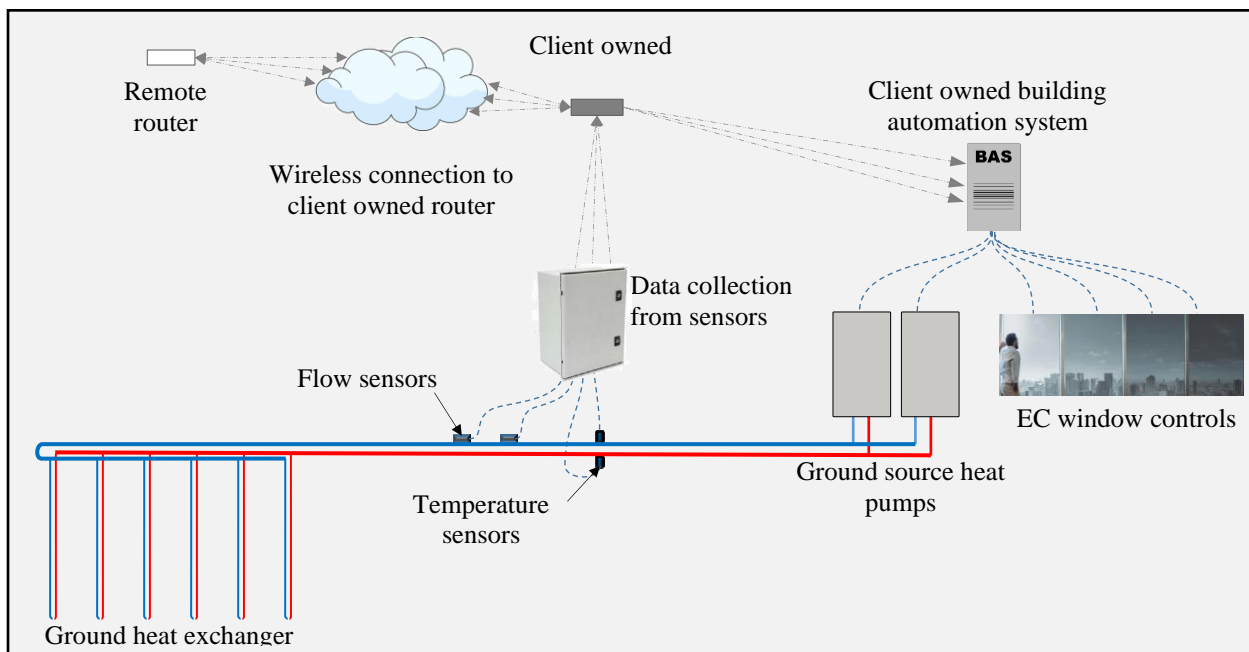 Client owned
Remote
router
Client owned building
automation system
BAS
Wireless connection to
client owned router
Data collection
from sensors
Flow sensors
EC window controls
Ground source heat
pumps
Temperature
sensors
Ground heat exchanger